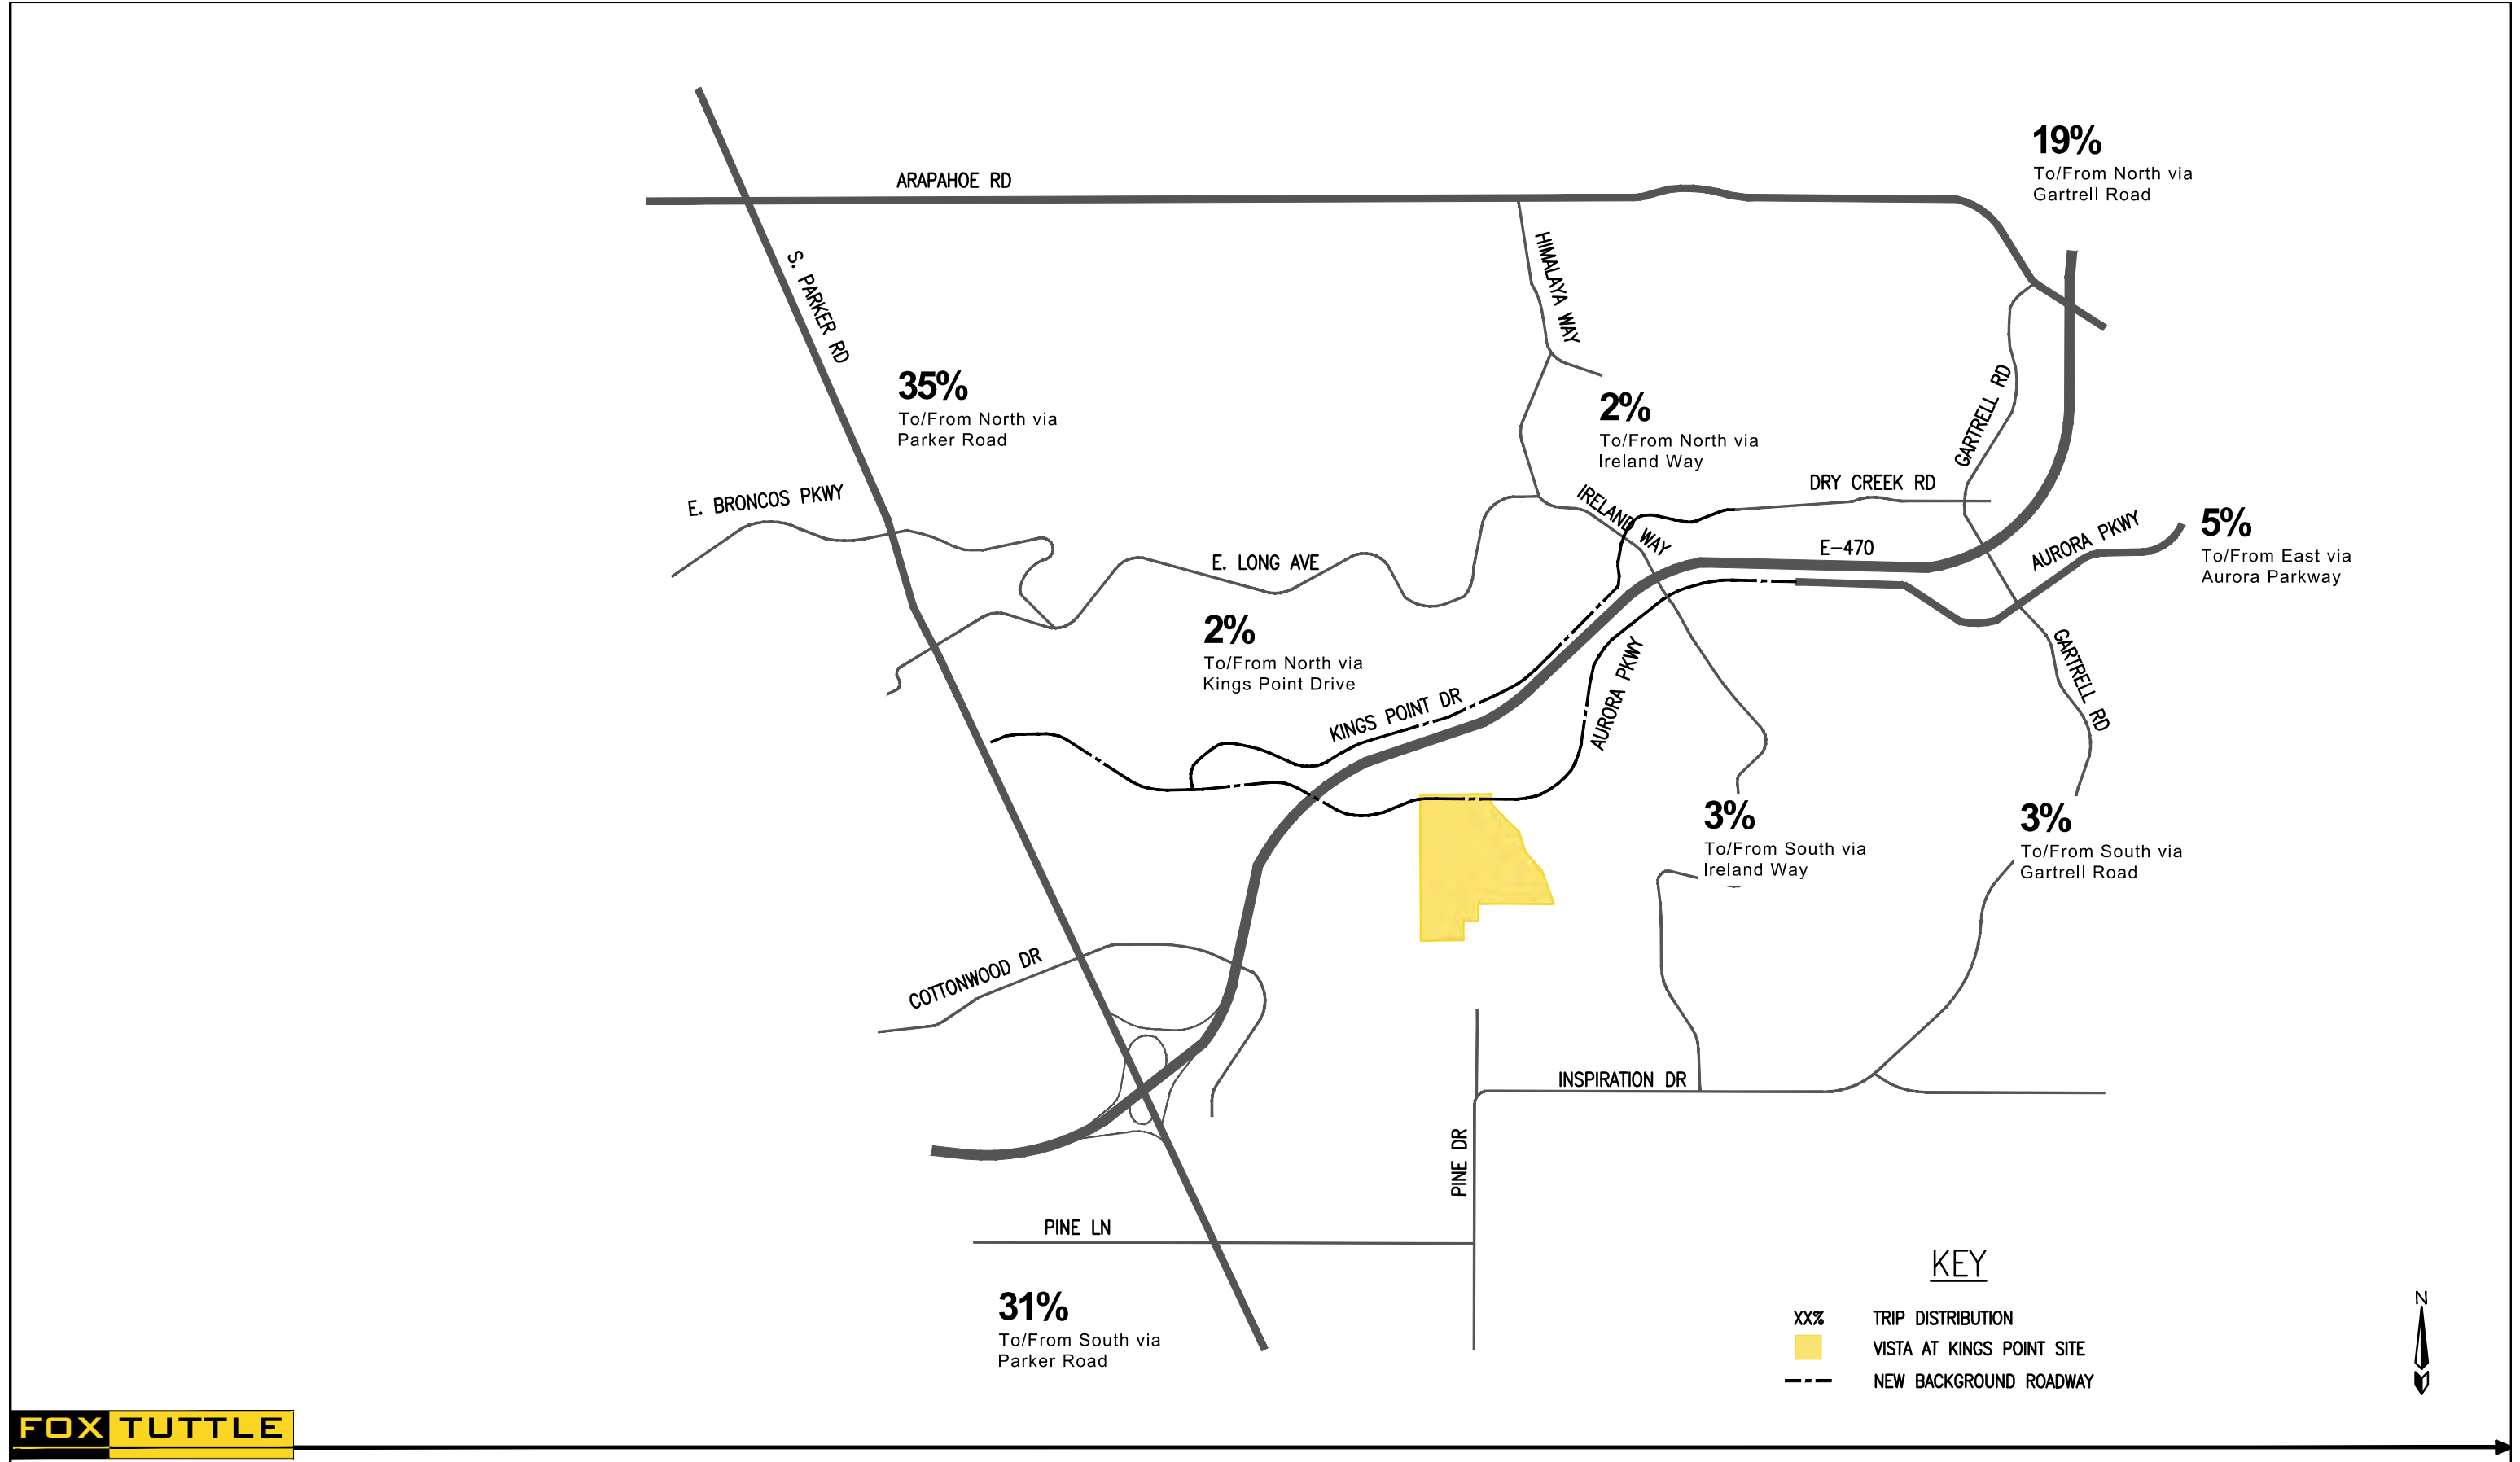 19%
To/From North via
Gartrell Road
ARAPAHOE RD
HIMALAYA WAY
S. PARKER RD
35%
To/From North via
Parker Road
2%
To/From North via
Ireland Way
GARTRELL RD
DRY CREEK RD
E. BRONCOS PKWY
IRELAND WAY
5%
To/From East via
Aurora Parkway
AURORA PKWY
E-470
E. LONG AVE
2%
To/From North via
Kings Point Drive
KINGS POINT DR
AURORA PKWY
GARTRELL RD
3%
To/From South via
Ireland Way
3%
To/From South via
Gartrell Road
COTTONWOOD DR
INSPIRATION DR
PINE DR
PINE LN
31%
To/From South via
Parker Road
KEY
XX% TRIP DISTRIBUTION
VISTA AT KINGS POINT SITE
NEW BACKGROUND ROADWAY
N
FOX TUTTLE